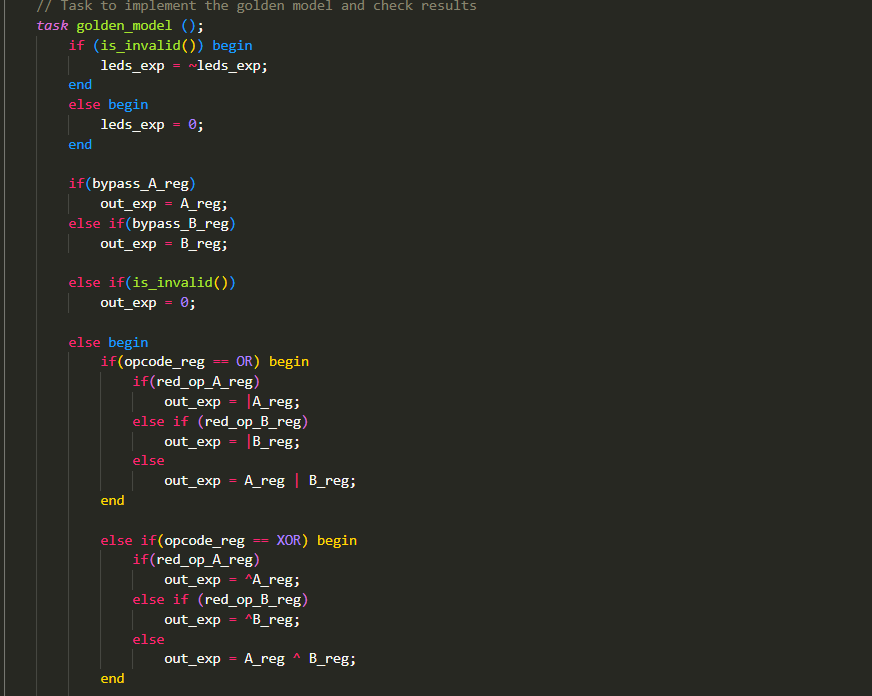 // Task to implement the golden model and check results
task golden_model ();
if (is_invalid()) begin
leds_exp = ~leds_exp;
end
else begin
leds_exp = 0;
end
if(bypass_A_reg)
out_exp = A_reg;
else if(bypass_B_reg)
out_exp = B_reg;
else if(is_invalid())
out_exp = 0;
else begin
if(opcode_reg == OR) begin
if(red_op_A_reg)
out_exp = |A_reg;
else if (red_op_B_reg)
out_exp = |B_reg;
else
out_exp = A_reg | B_reg;
end
else if(opcode_reg == XOR) begin
if(red_op_A_reg)
out_exp = ^A_reg;
else if (red_op_B_reg)
out_exp = ^B_reg;
else
out_exp = A_reg ^ B_reg;
end